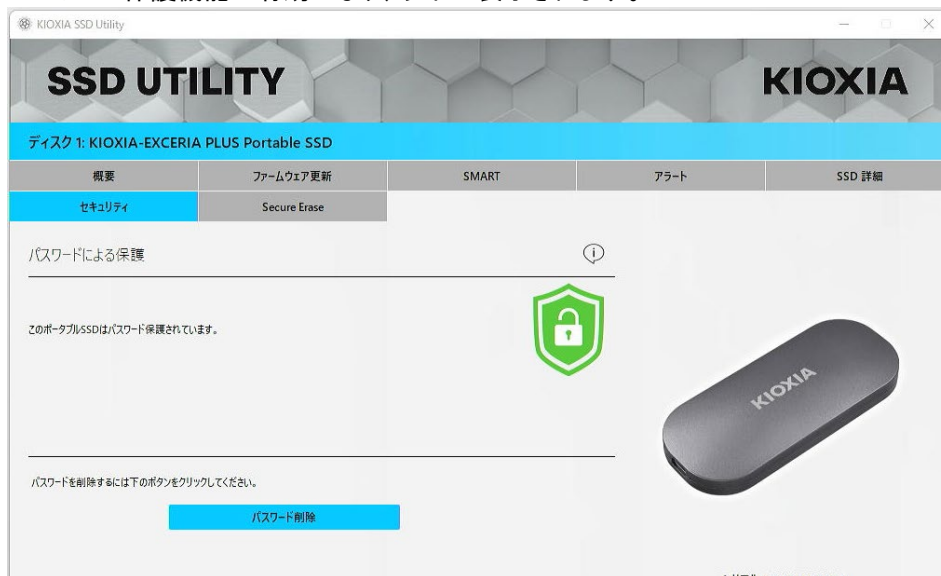 KIOXIA SSD Utility
SSD UTILITY
KIOXIA
ディスク 1: KIOXIA-EXCERIA PLUS Portable SSD
概要
ファームウェア更新
SMART
アラート
SSD 詳細
セキュリティ
Secure Erase
パスワードによる保護
このポータブルSSDはパスワード保護されています。
KIOXIA
パスワードを削除するには下のボタンをクリックしてください。
パスワード削除